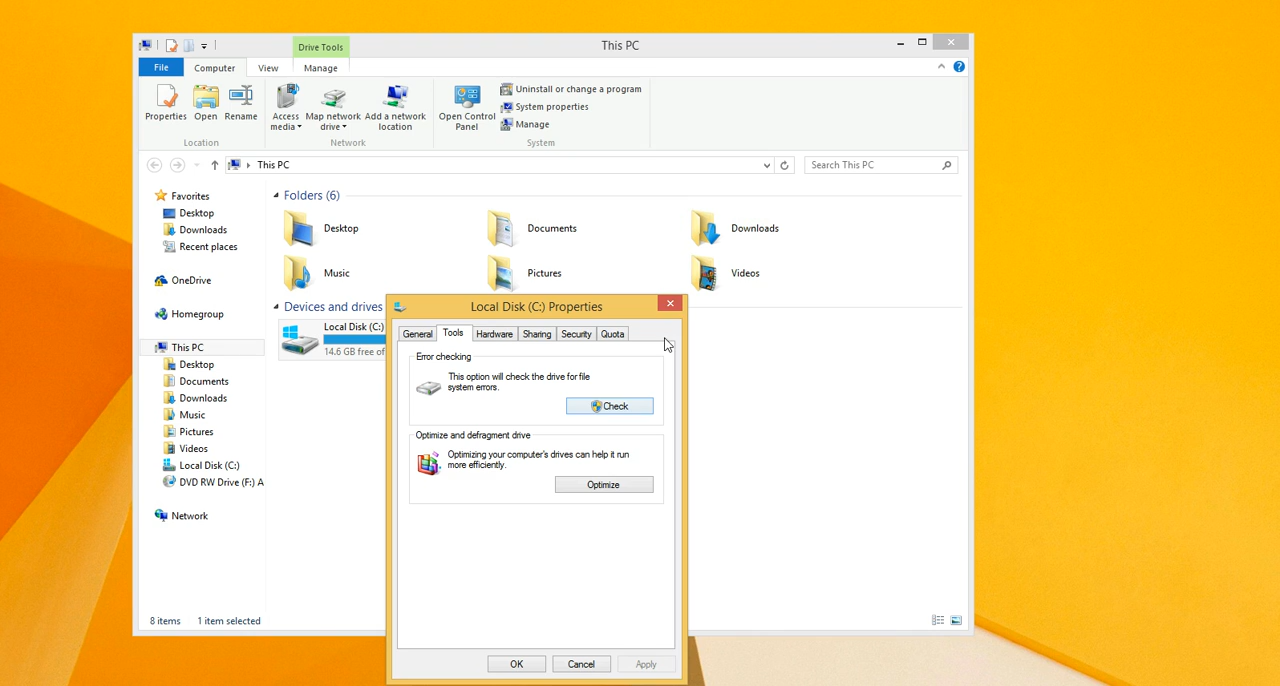 Drive Tools
This PC
File
Computer
View
Manage
Properties
Open
Rename
Access media
Map network drive
Add a network location
Open Control Panel
Uninstall or change a program
System properties
Manage
Location
Network
System
This PC
Search This PC
Favorites
Desktop
Downloads
Recent places
OneDrive
Homegroup
This PC
Desktop
Documents
Downloads
Music
Pictures
Videos
Local Disk (C:)
DVD RW Drive (F:) A
Network
Folders (6)
Desktop
Documents
Downloads
Music
Pictures
Videos
Devices and drives
Local Disk (C:)
14.6 GB free of
Local Disk (C:) Properties
General
Tools
Hardware
Sharing
Security
Quota
Error checking
This option will check the drive for file
system errors.
Check
Optimize and defragment drive
Optimizing your computer's drives can help it run
more efficiently.
Optimize
OK
Cancel
Apply
8 items
1 item selected